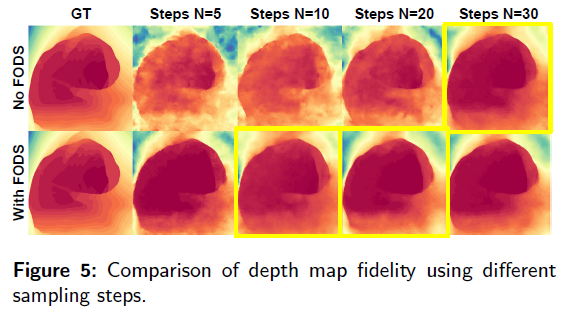 GT Steps N=5 Steps N=10 Steps N=20 Steps N=30
No FODS
With FODS
Figure 5: Comparison of depth map fidelity using different
sampling steps.